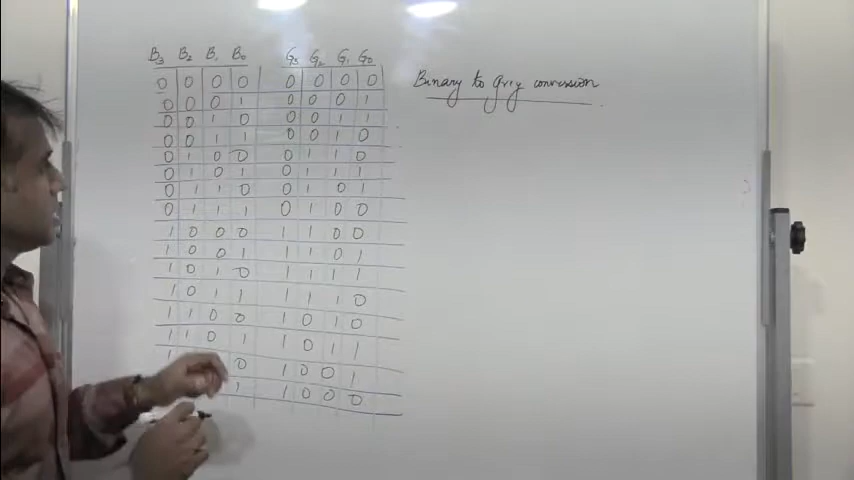 B3 B2 B1 B0 G3 G2 G1 G0 Binary to Grey conversion
0 0 0 0 0 0 0 0
0 0 0 1 0 0 0 1
0 0 1 0 0 0 1 1
0 0 1 1 0 0 1 0
0 1 0 0 0 1 1 0
0 1 0 1 0 1 1 1
0 1 1 0 0 1 0 1
0 1 1 1 0 1 0 0
1 0 0 0 1 1 0 0
1 0 0 1 1 1 0 1
1 0 1 0 1 1 1 1
1 0 1 1 1 1 1 0
1 1 0 0 1 0 1 0
1 1 0 1 1 0 1 1
1 0 1 0 0 1
1 1 0 0 0